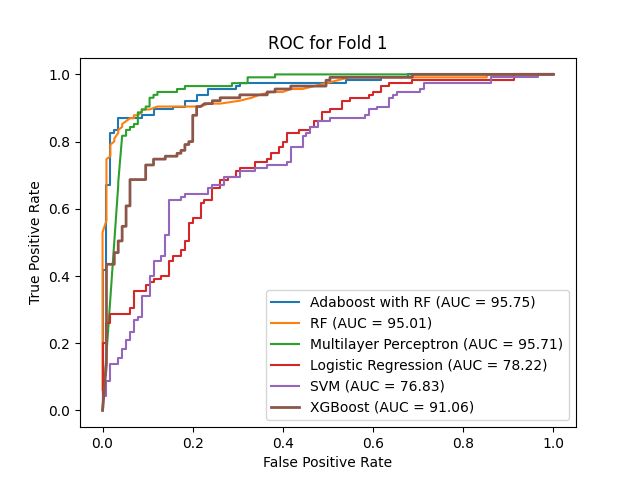 ROC for Fold 1
True Positive Rate
1.0
0.8
0.6
0.4
0.2
0.0
Adaboost with RF (AUC = 95.75)
RF (AUC = 95.01)
Multilayer Perceptron (AUC = 95.71)
Logistic Regression (AUC = 78.22)
SVM (AUC = 76.83)
XGBoost (AUC = 91.06)
0.0 0.2 0.4 0.6 0.8 1.0
False Positive Rate